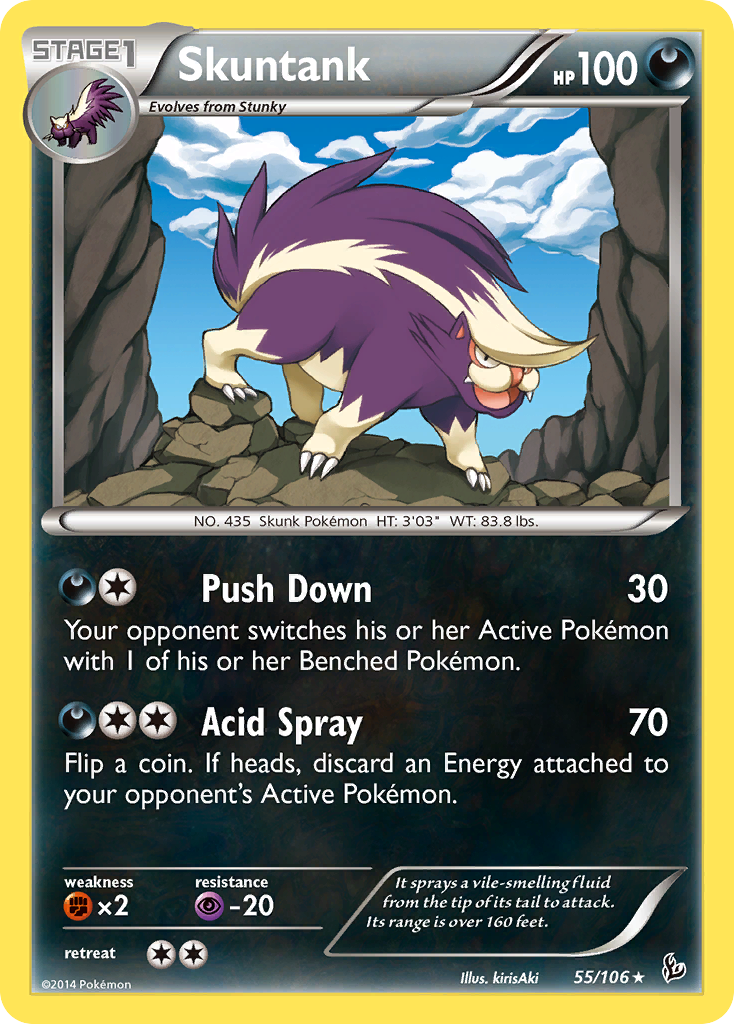 STAGE1
Skuntank
HP100
Evolves from Stunky
NO. 435 Skunk Pokémon HT: 3'03" WT: 83.8 lbs.
Push Down 30
Your opponent switches his or her Active Pokémon
with 1 of his or her Benched Pokémon.
Acid Spray 70
Flip a coin. If heads, discard an Energy attached to
your opponent's Active Pokémon.
weakness
×2
resistance
-20
It sprays a vile-smelling fluid
from the tip of its tail to attack.
Its range is over 160 feet.
retreat
©2014 Pokémon
Illus. kirisAki
55/106★